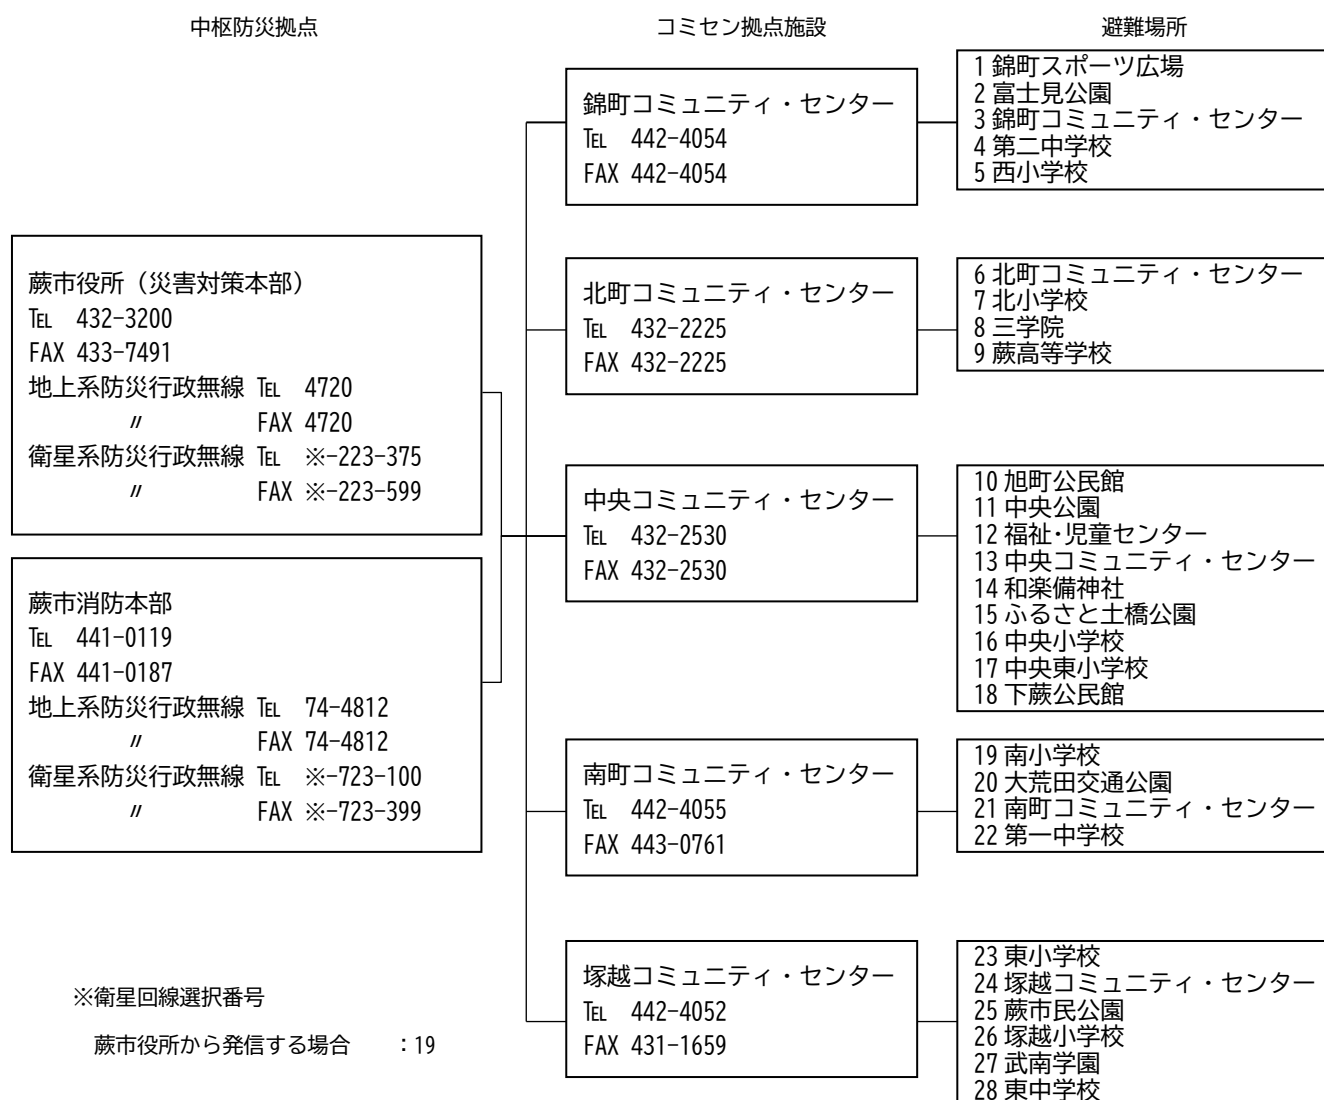 中枢防災拠点
コミセン拠点施設
避難場所
蕨市役所（災害対策本部）
℡ 432-3200
FAX 433-7491
地上系防災行政無線 ℡ 4720
〃 FAX 4720
衛星系防災行政無線 ℡ ※-223-375
〃 FAX ※-223-599
蕨市消防本部
℡ 441-0119
FAX 441-0187
地上系防災行政無線 ℡ 74-4812
〃 FAX 74-4812
衛星系防災行政無線 ℡ ※-723-100
〃 FAX ※-723-399
※衛星回線選択番号
蕨市役所から発信する場合 ：19
錦町コミュニティ・センター
℡ 442-4054
FAX 442-4054
北町コミュニティ・センター
℡ 432-2225
FAX 432-2225
中央コミュニティ・センター
℡ 432-2530
FAX 432-2530
南町コミュニティ・センター
℡ 442-4055
FAX 443-0761
塚越コミュニティ・センター
℡ 442-4052
FAX 431-1659
1 錦町スポーツ広場
2 富士見公園
3 錦町コミュニティ・センター
4 第二中学校
5 西小学校
6 北町コミュニティ・センター
7 北小学校
8 三学院
9 蕨高等学校
10 旭町公民館
11 中央公園
12 福祉･児童センター
13 中央コミュニティ・センター
14 和楽備神社
15 ふるさと土橋公園
16 中央小学校
17 中央東小学校
18 下蕨公民館
19 南小学校
20 大荒田交通公園
21 南町コミュニティ・センター
22 第一中学校
23 東小学校
24 塚越コミュニティ・センター
25 蕨市民公園
26 塚越小学校
27 武南学園
28 東中学校